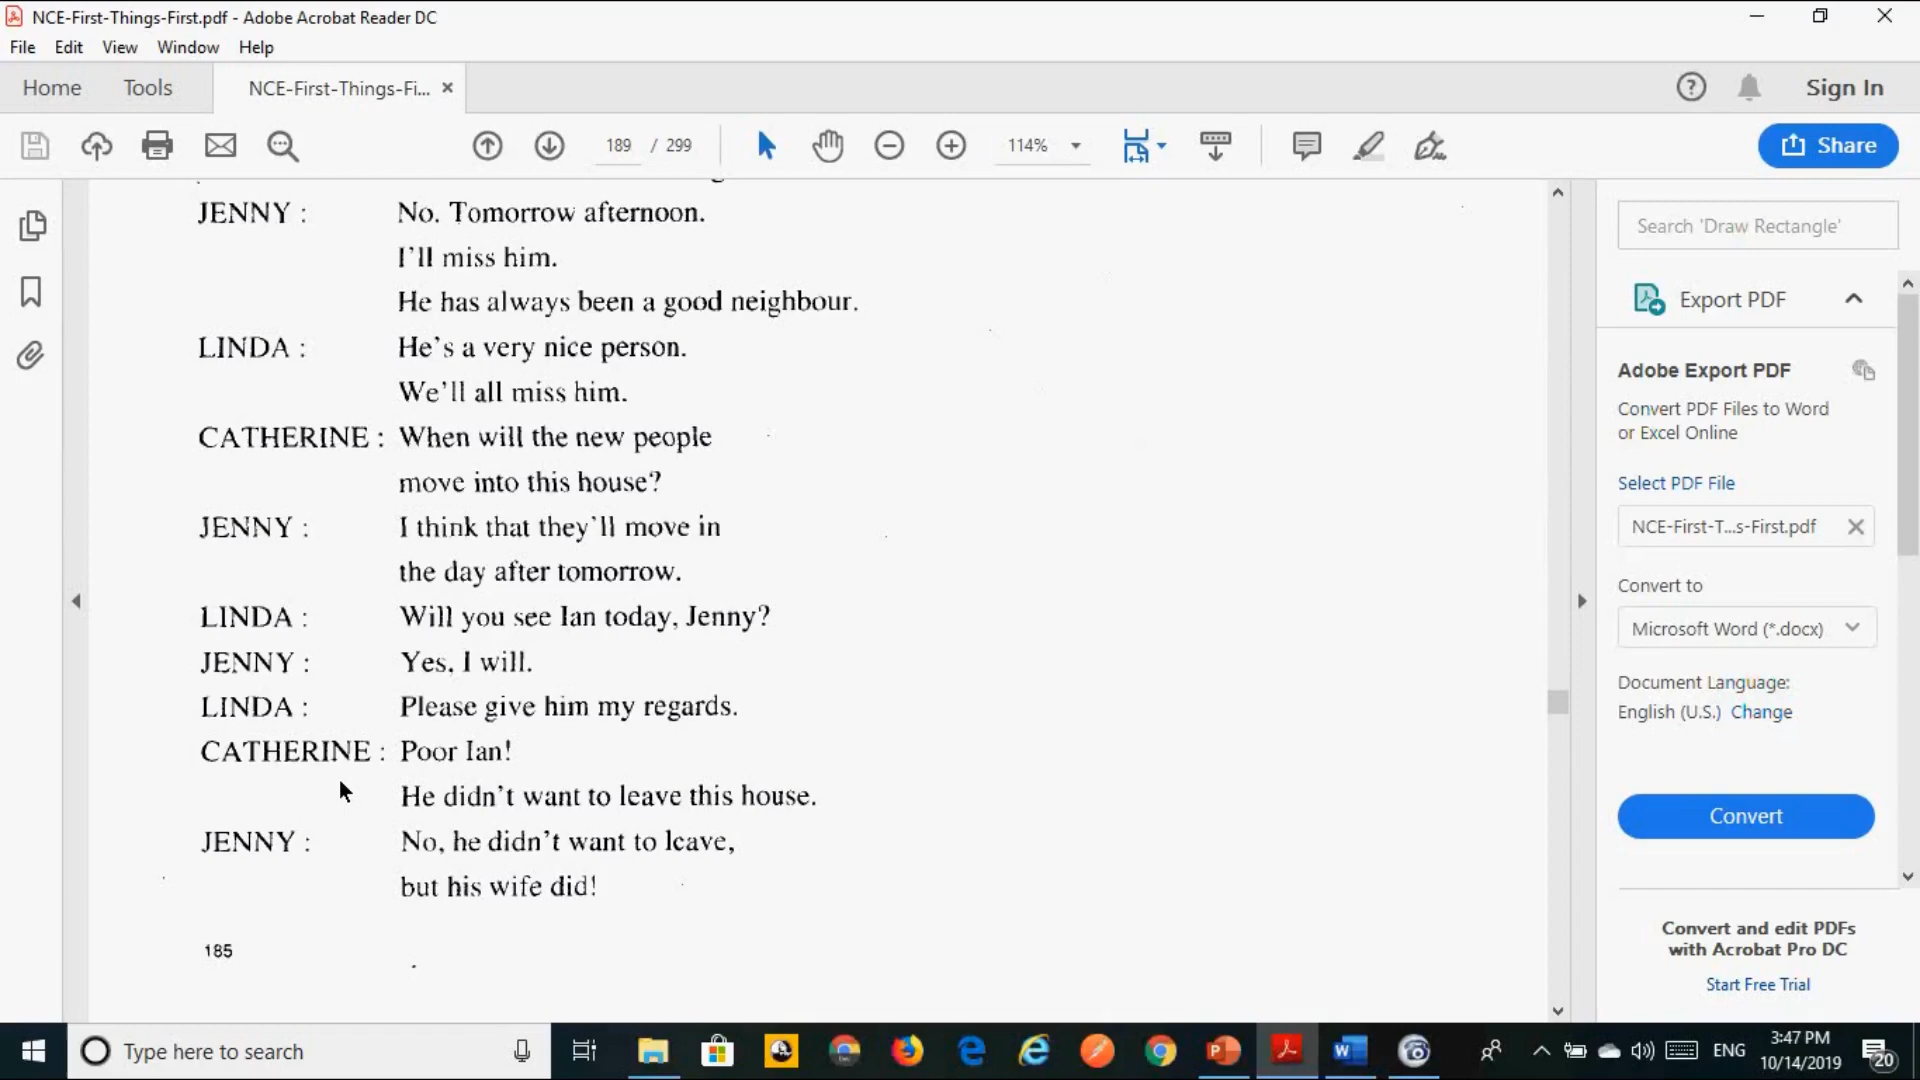 NCE-First-Things-First.pdf - Adobe Acrobat Reader DC
File Edit View Window Help
Home Tools NCE-First-Things-Fi... × Sign In
189 / 299 114% Share
JENNY : No. Tomorrow afternoon.
I'll miss him.
He has always been a good neighbour.
LINDA : He's a very nice person.
We'll all miss him.
CATHERINE : When will the new people
move into this house?
JENNY : I think that they'll move in
the day after tomorrow.
LINDA : Will you see Ian today, Jenny?
JENNY : Yes, I will.
LINDA : Please give him my regards.
CATHERINE : Poor Ian!
He didn't want to leave this house.
JENNY : No, he didn't want to leave,
but his wife did!
185
Search 'Draw Rectangle'
Export PDF
Adobe Export PDF
Convert PDF Files to Word
or Excel Online
Select PDF File
NCE-First-T...s-First.pdf
Convert to
Microsoft Word (*.docx)
Document Language:
English (U.S.) Change
Convert
Convert and edit PDFs
with Acrobat Pro DC
Start Free Trial
Type here to search
ENG
3:47 PM
10/14/2019
20